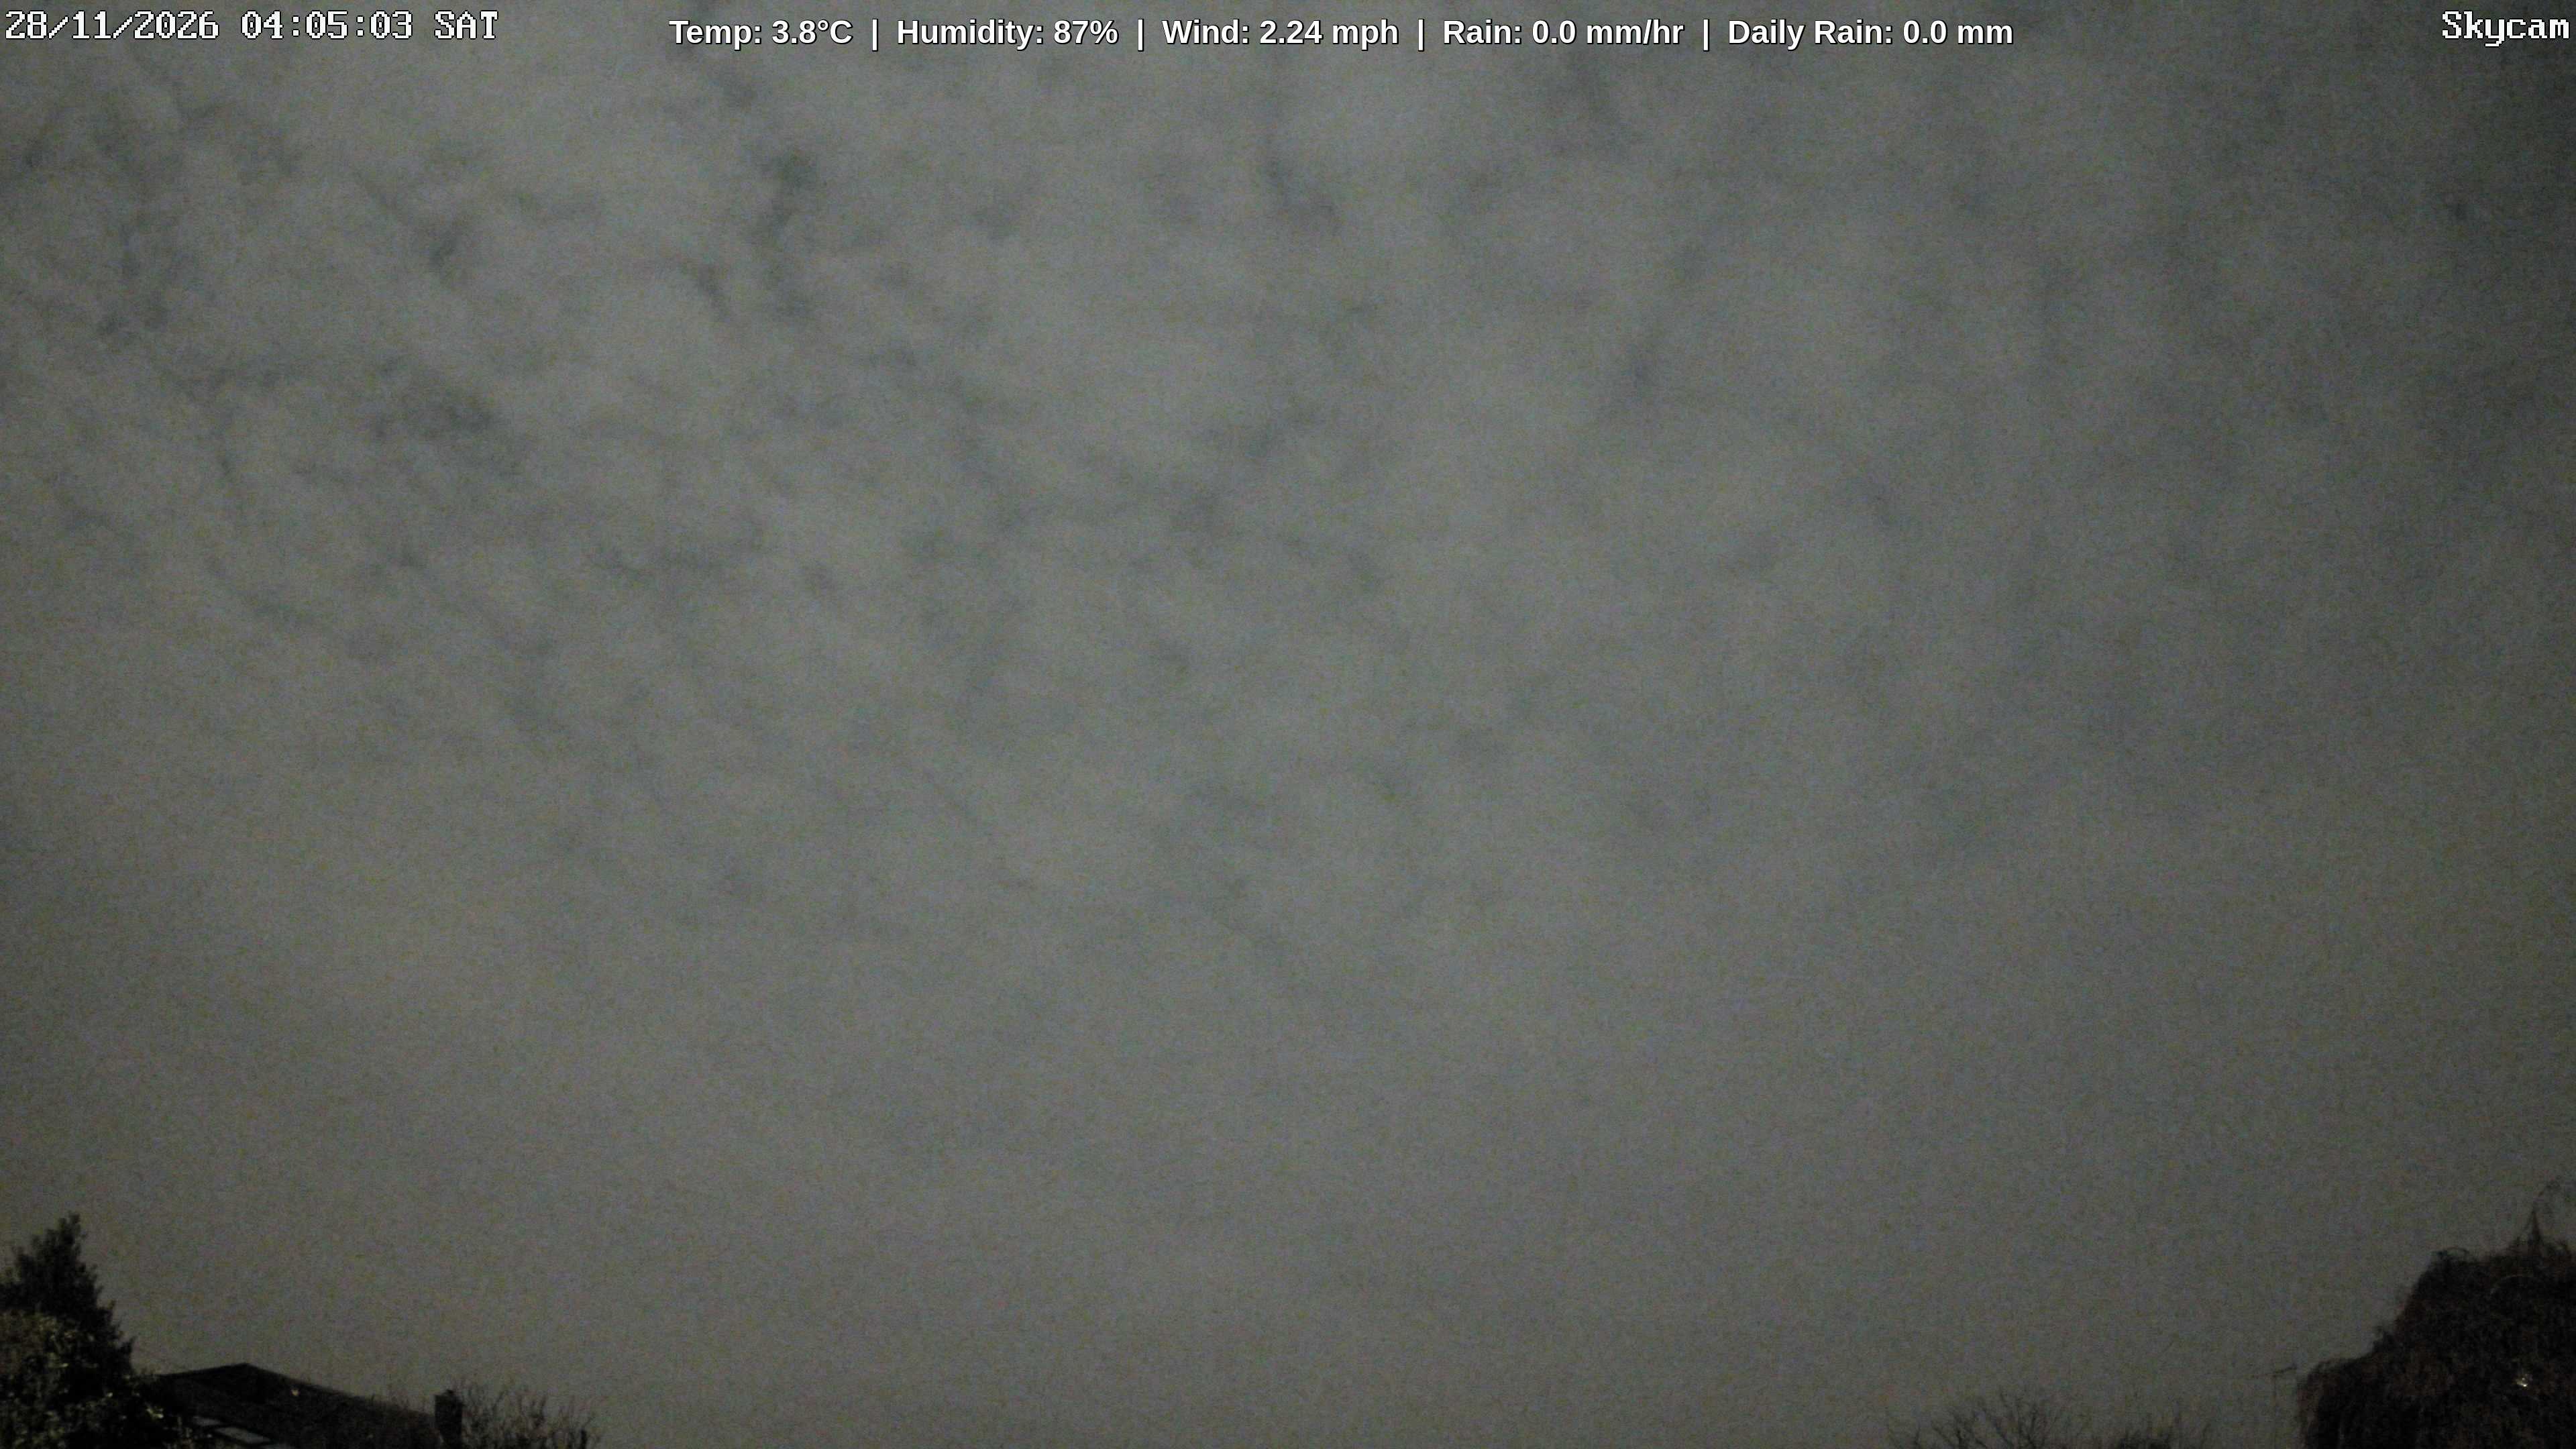 28/11/2026 04:05:03 SAT
Temp: 3.8°C | Humidity: 87% | Wind: 2.24 mph | Rain: 0.0 mm/hr | Daily Rain: 0.0 mm
Skycam